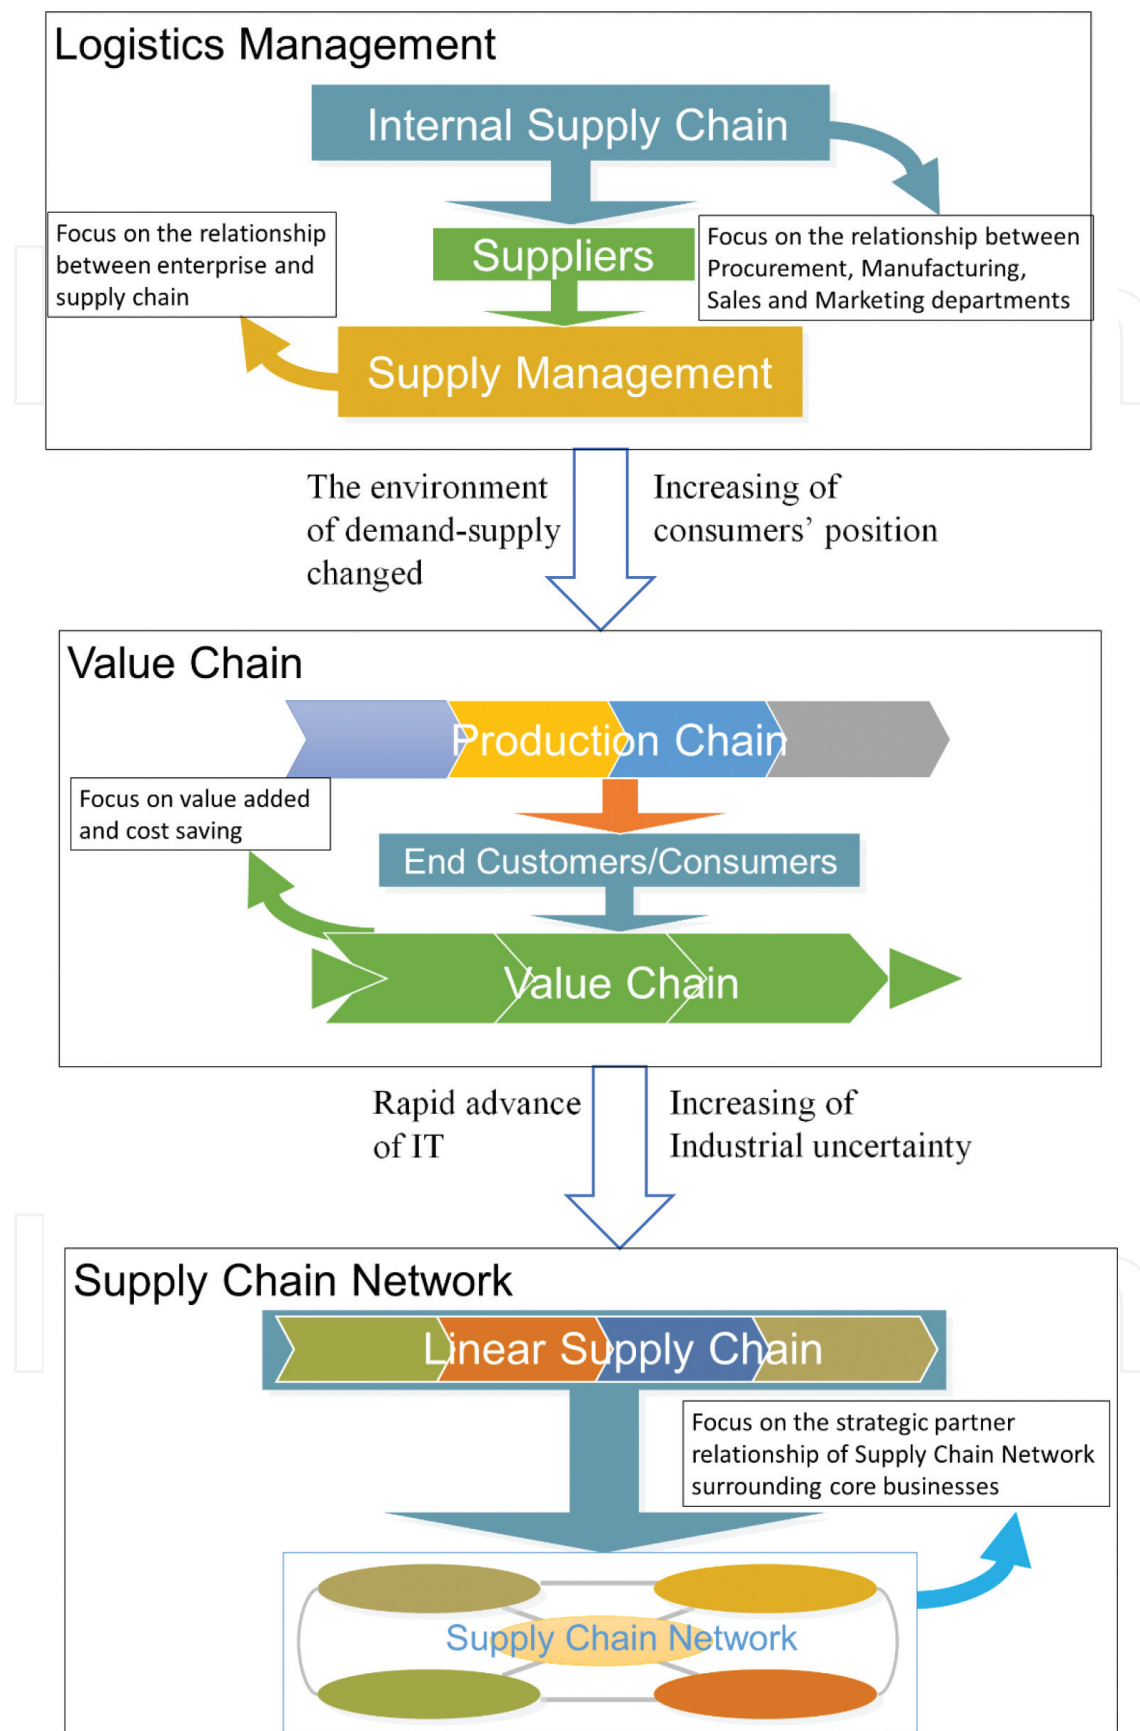 Logistics Management
Internal Supply Chain
Focus on the relationship
between enterprise and
supply chain
Suppliers
Focus on the relationship between
Procurement, Manufacturing,
Sales and Marketing departments
Supply Management
The environment
of demand-supply
changed
Increasing of
consumers’ position
Value Chain
Production Chain
Focus on value added
and cost saving
End Customers/Consumers
Value Chain
Rapid advance
of IT
Increasing of
Industrial uncertainty
Supply Chain Network
Linear Supply Chain
Focus on the strategic partner
relationship of Supply Chain Network
surrounding core businesses
Supply Chain Network